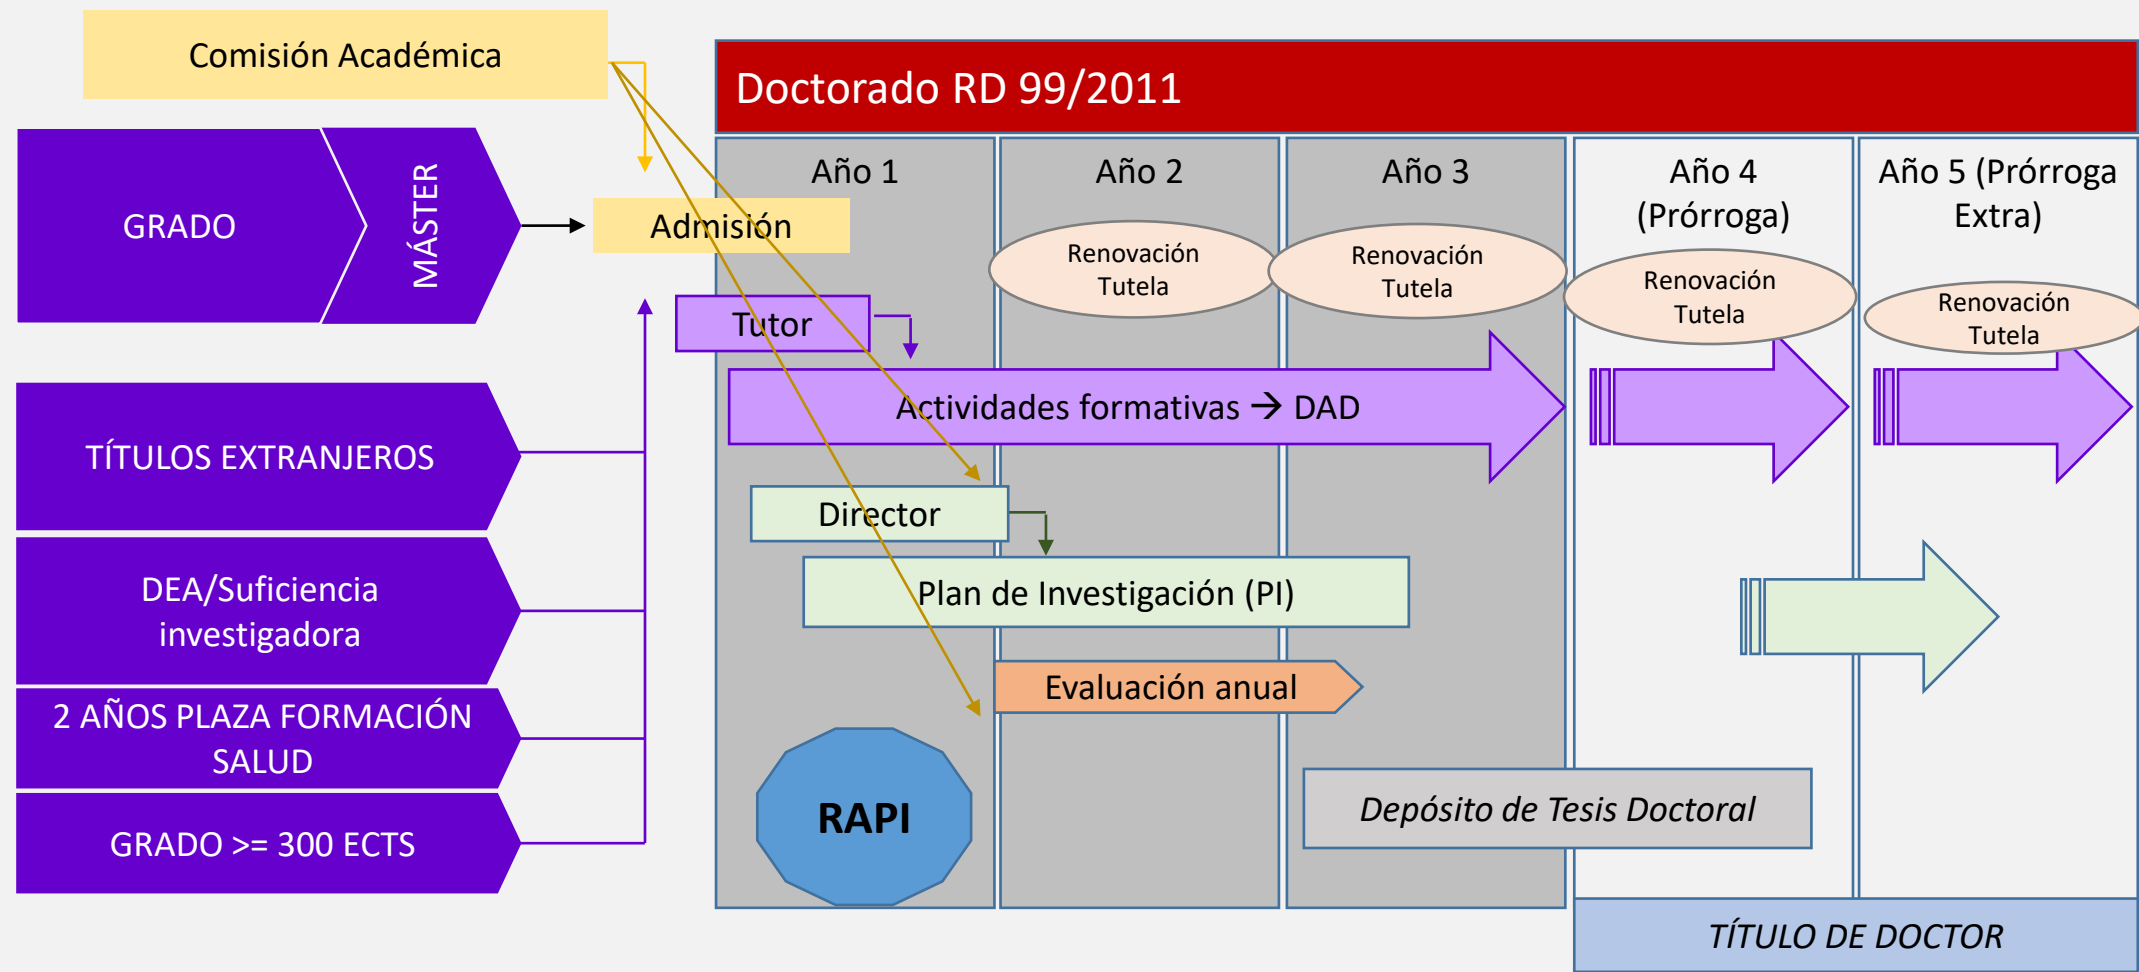 Comisión Académica
Doctorado RD 99/2011
GRADO
MÁSTER
Admisión
Año 1
Año 2
Año 3
Año 4
(Prórroga)
Año 5 (Prórroga
Extra)
Renovación
Tutela
Renovación
Tutela
Renovación
Tutela
Renovación
Tutela
Tutor
Actividades formativas → DAD
TÍTULOS EXTRANJEROS
Director
DEA/Suficiencia
investigadora
Plan de Investigación (PI)
2 AÑOS PLAZA FORMACIÓN
SALUD
Evaluación anual
GRADO >= 300 ECTS
RAPI
Depósito de Tesis Doctoral
TÍTULO DE DOCTOR